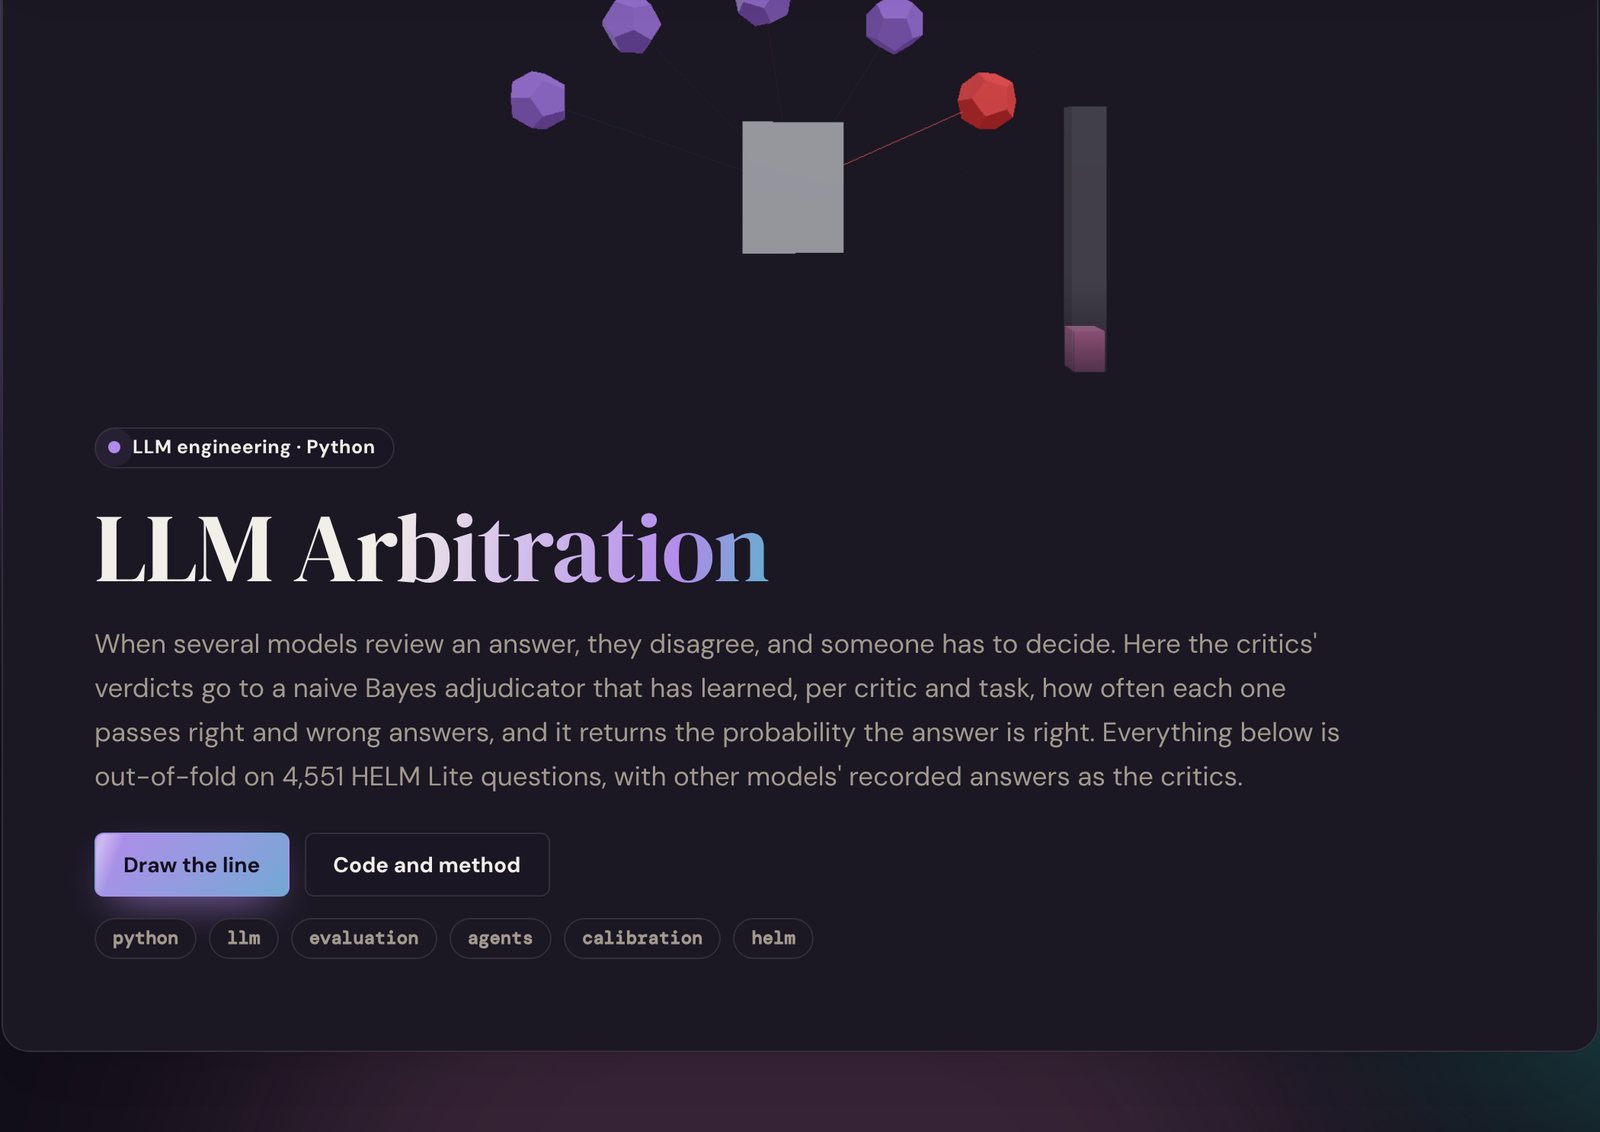 LLM engineering · Python
LLM Arbitration
When several models review an answer, they disagree, and someone has to decide. Here the critics'
verdicts go to a naive Bayes adjudicator that has learned, per critic and task, how often each one
passes right and wrong answers, and it returns the probability the answer is right. Everything below is
out-of-fold on 4,551 HELM Lite questions, with other models' recorded answers as the critics.
Draw the line
Code and method
python
llm
evaluation
agents
calibration
helm